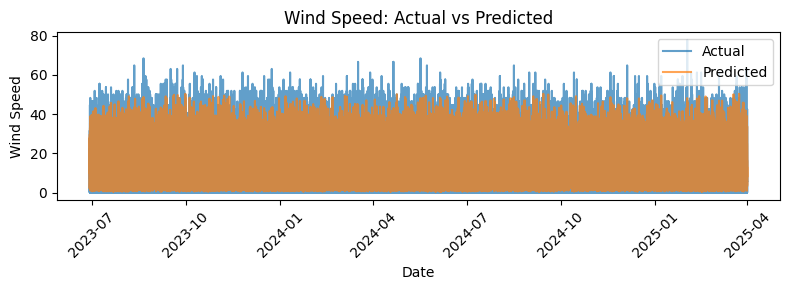 Wind Speed: Actual vs Predicted
Wind Speed
80
60
40
20
0
Actual
Predicted
2023-07
2023-10
2024-01
2024-04
2024-07
2024-10
2025-01
2025-04
Date